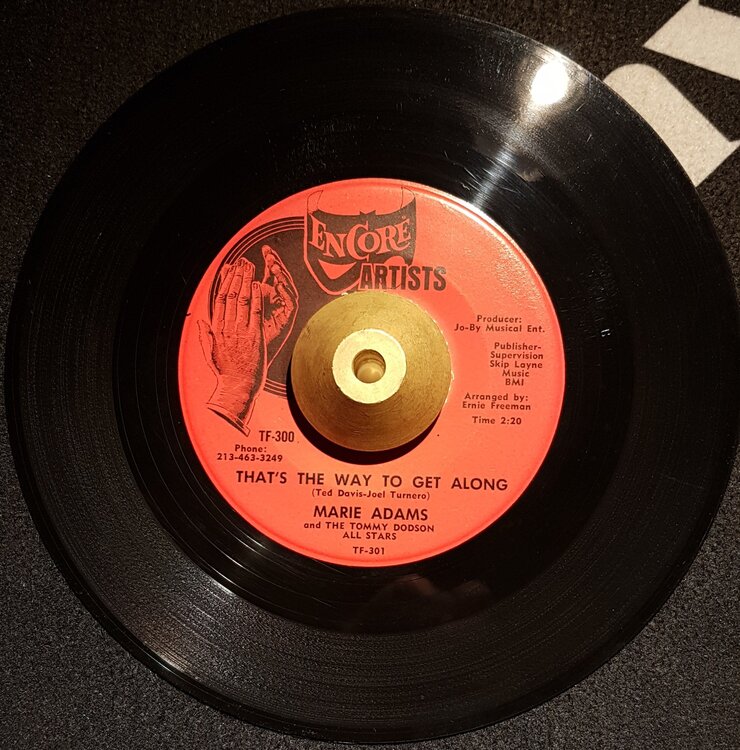 ENCORE
ARTISTS
Producer:
Jo-By Musical Ent.
Publisher-
Supervision
Skip Layne
Music
BMI
Arranged by:
Ernie Freeman
Time 2:20
TF-300
Phone:
213-463-3249
THAT'S THE WAY TO GET ALONG
(Ted Davis-Joel Turnero)
MARIE ADAMS
and THE TOMMY DODSON
ALL STARS
TF-301